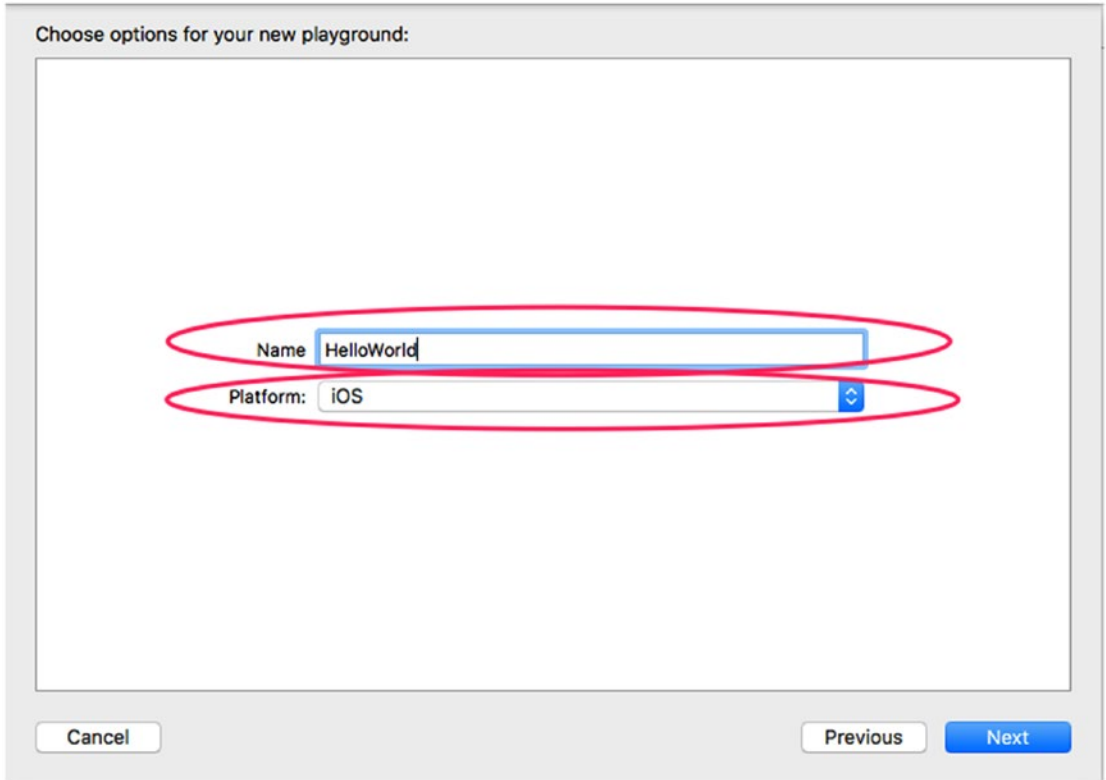 Choose options for your new playground:
Name HelloWorld
Platform: iOS
Cancel Previous Next